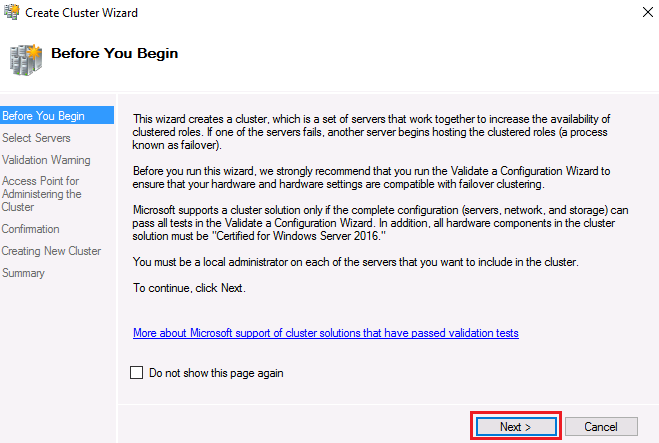 Create Cluster Wizard
Before You Begin
Before You Begin
Select Servers
Validation Warning
Access Point for
Administering the
Cluster
Confirmation
Creating New Cluster
Summary
This wizard creates a cluster, which is a set of servers that work together to increase the availability of
clustered roles. If one of the servers fails, another server begins hosting the clustered roles (a process
known as failover).
Before you run this wizard, we strongly recommend that you run the Validate a Configuration Wizard to
ensure that your hardware and hardware settings are compatible with failover clustering.
Microsoft supports a cluster solution only if the complete configuration (servers, network, and storage) can
pass all tests in the Validate a Configuration Wizard. In addition, all hardware components in the cluster
solution must be "Certified for Windows Server 2016."
You must be a local administrator on each of the servers that you want to include in the cluster.
To continue, click Next.
More about Microsoft support of cluster solutions that have passed validation tests
Do not show this page again
Next >
Cancel